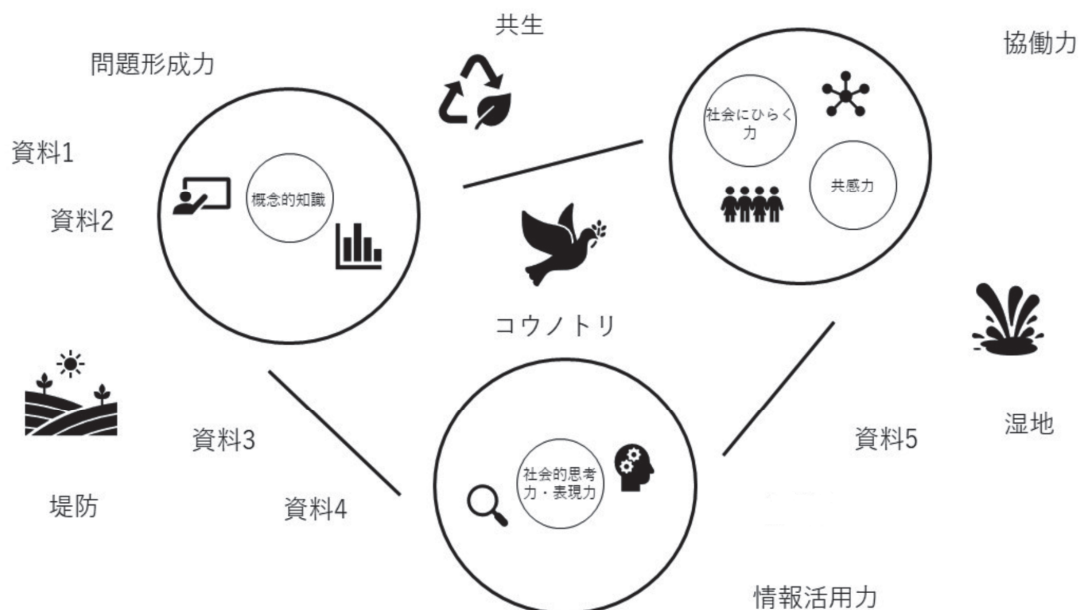 共生
協働力
問題形成力
社会にひらく
力
資料1
概念的知識
共感力
資料2
コウノトリ
資料3
資料5
湿地
社会的思考
力・表現力
堤防
資料4
情報活用力